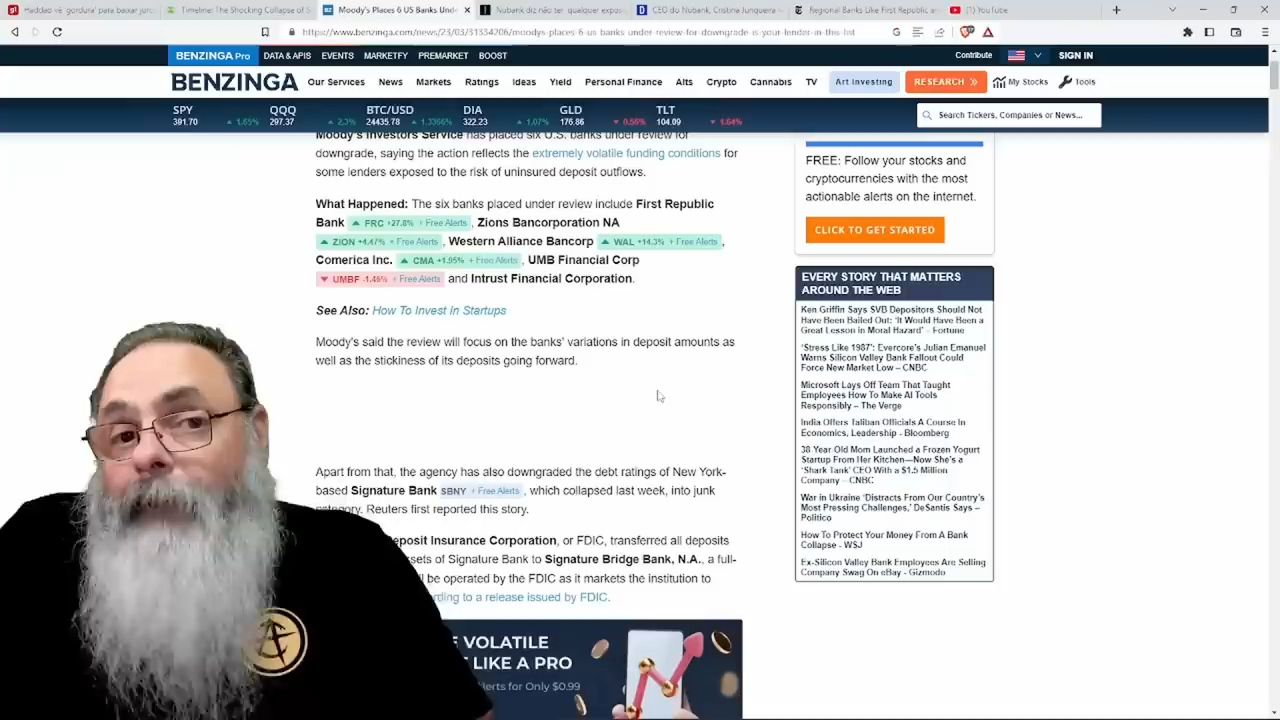 Haddad vê 'gordura' para baixar juros
Timeline: The Shocking Collapse of S
Moody's Places 6 US Banks Under
Nubank diz não ter qualquer expos
CEO do Nubank, Cristina Junqueira
Regional Banks Like First Republic a
(1) YouTube
https://www.benzinga.com/news/23/03/31334206/moodys-places-6-us-banks-under-review-for-downgrade-is-your-lender-in-this-list
BENZINGA Pro DATA & APIS EVENTS MARKETFY PREMARKET BOOST Contribute SIGN IN
BENZINGA Our Services News Markets Ratings Ideas Yield Personal Finance Alts Crypto Cannabis TV Art Investing RESEARCH My Stocks Tools
SPY QQQ BTC/USD DIA GLD TLT
391.70 1.65% 297.37 2.3% 24435.78 1.3366% 322.23 1.07% 176.86 0.56% 104.09 1.64%
Search Tickers, Companies or News...
Moody's Investors Service has placed six U.S. banks under review for
downgrade, saying the action reflects the extremely volatile funding conditions for
some lenders exposed to the risk of uninsured deposit outflows.
What Happened: The six banks placed under review include First Republic
Bank FRC +27.8% + Free Alerts , Zions Bancorporation NA
ZION +4.47% + Free Alerts , Western Alliance Bancorp WAL +14.3% + Free Alerts ,
Comerica Inc. CMA +1.95% + Free Alerts , UMB Financial Corp
UMBF -1.45% + Free Alerts and Intrust Financial Corporation.
See Also: How To Invest In Startups
Moody's said the review will focus on the banks' variations in deposit amounts as
well as the stickiness of its deposits going forward.
Apart from that, the agency has also downgraded the debt ratings of New York-
based Signature Bank SBNY + Free Alerts , which collapsed last week, into junk
category. Reuters first reported this story.
eposit Insurance Corporation, or FDIC, transferred all deposits
sets of Signature Bank to Signature Bridge Bank, N.A., a full-
be operated by the FDIC as it markets the institution to
rding to a release issued by FDIC.
VOLATILE
LIKE A PRO
lerts for Only $0.99
FREE: Follow your stocks and
cryptocurrencies with the most
actionable alerts on the internet.
CLICK TO GET STARTED
EVERY STORY THAT MATTERS
AROUND THE WEB
Ken Griffin Says SVB Depositors Should Not
Have Been Bailed Out: 'It Would Have Been a
Great Lesson in Moral Hazard' - Fortune
'Stress Like 1987': Evercore's Julian Emanuel
Warns Silicon Valley Bank Fallout Could
Force New Market Low – CNBC
Microsoft Lays Off Team That Taught
Employees How To Make AI Tools
Responsibly – The Verge
India Offers Taliban Officials A Course In
Economics, Leadership - Bloomberg
38 Year Old Mom Launched a Frozen Yogurt
Startup From Her Kitchen—Now She's a
'Shark Tank' CEO With a $1.5 Million
Company – CNBC
War in Ukraine 'Distracts From Our Country's
Most Pressing Challenges,' DeSantis Says –
Politico
How To Protect Your Money From A Bank
Collapse - WSJ
Ex-Silicon Valley Bank Employees Are Selling
Company Swag On eBay - Gizmodo